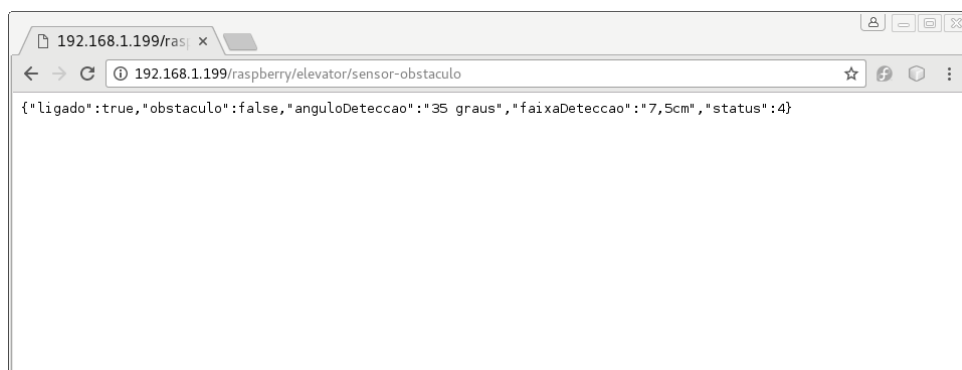 192.168.1.199/rasp
192.168.1.199/raspberry/elevator/sensor-obstaculo
{"ligado":true,"obstaculo":false,"anguloDeteccao":"35 graus","faixaDeteccao":"7,5cm","status":4}